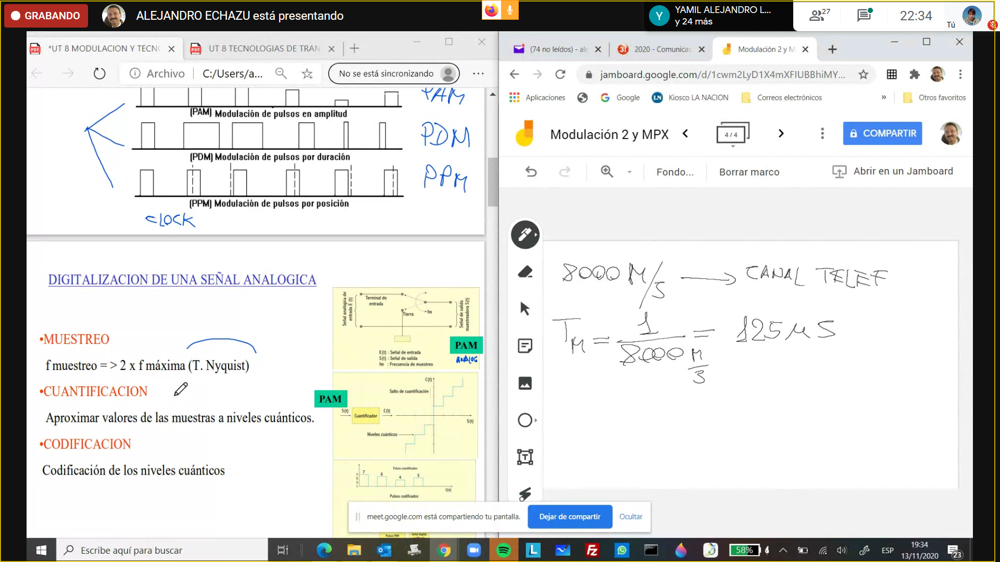 GRABANDO
ALEJANDRO ECHAZU está presentando
YAMIL ALEJANDRO L...
y 24 más
Y
27
22:34
Tú
*UT 8 MODULACION Y TECNO
UT 8 TECNOLOGIAS DE TRAN
Archivo
C:/Users/a...
No se está sincronizando
(74 no leídos) - ale
2020 - Comunicac
Modulación 2 y M
jamboard.google.com/d/1cwm2LyD1X4mXFIUBBhiMY...
Aplicaciones
Google
LN
Kiosco LA NACION
Correos electrónicos
»
Otros favoritos
Modulación 2 y MPX
4 / 4
COMPARTIR
Fondo...
Borrar marco
Abrir en un Jamboard
PAM
(PAM) Modulación de pulsos en amplitud
PDM
(PDM) Modulación de pulsos por duración
PPM
(PPM) Modulación de pulsos por posición
CLOCK
DIGITALIZACION DE UNA SEÑAL ANALOGICA
•MUESTREO
f muestreo = > 2 x f máxima (T. Nyquist)
•CUANTIFICACION
Aproximar valores de las muestras a niveles cuánticos.
•CODIFICACION
Codificación de los niveles cuánticos
Señal analógica de entrada E (t)
Terminal de entrada
Tierra
fm
Señal de salida muestreadora S(t)
E(t) : Señal de entrada
S(t) : Señal de salida
fm : Frecuencia de muestreo
PAM
ANALOG
PAM
C(t)
Salto de cuantificación
S(t)
Cuantificador
C(t)
S(t)
Niveles cuánticos
Pulsos cuantificados
7
5
3
1
7
6
4
5
t(s)
Pulsos codificados
Pulsos PKM
Señal digital
8000 M/S → CANAL TELEF
TM = 1 / 8000 M/S = 125 μS
meet.google.com está compartiendo tu pantalla.
Dejar de compartir
Ocultar
Escribe aquí para buscar
58%
ESP
19:34
13/11/2020
23